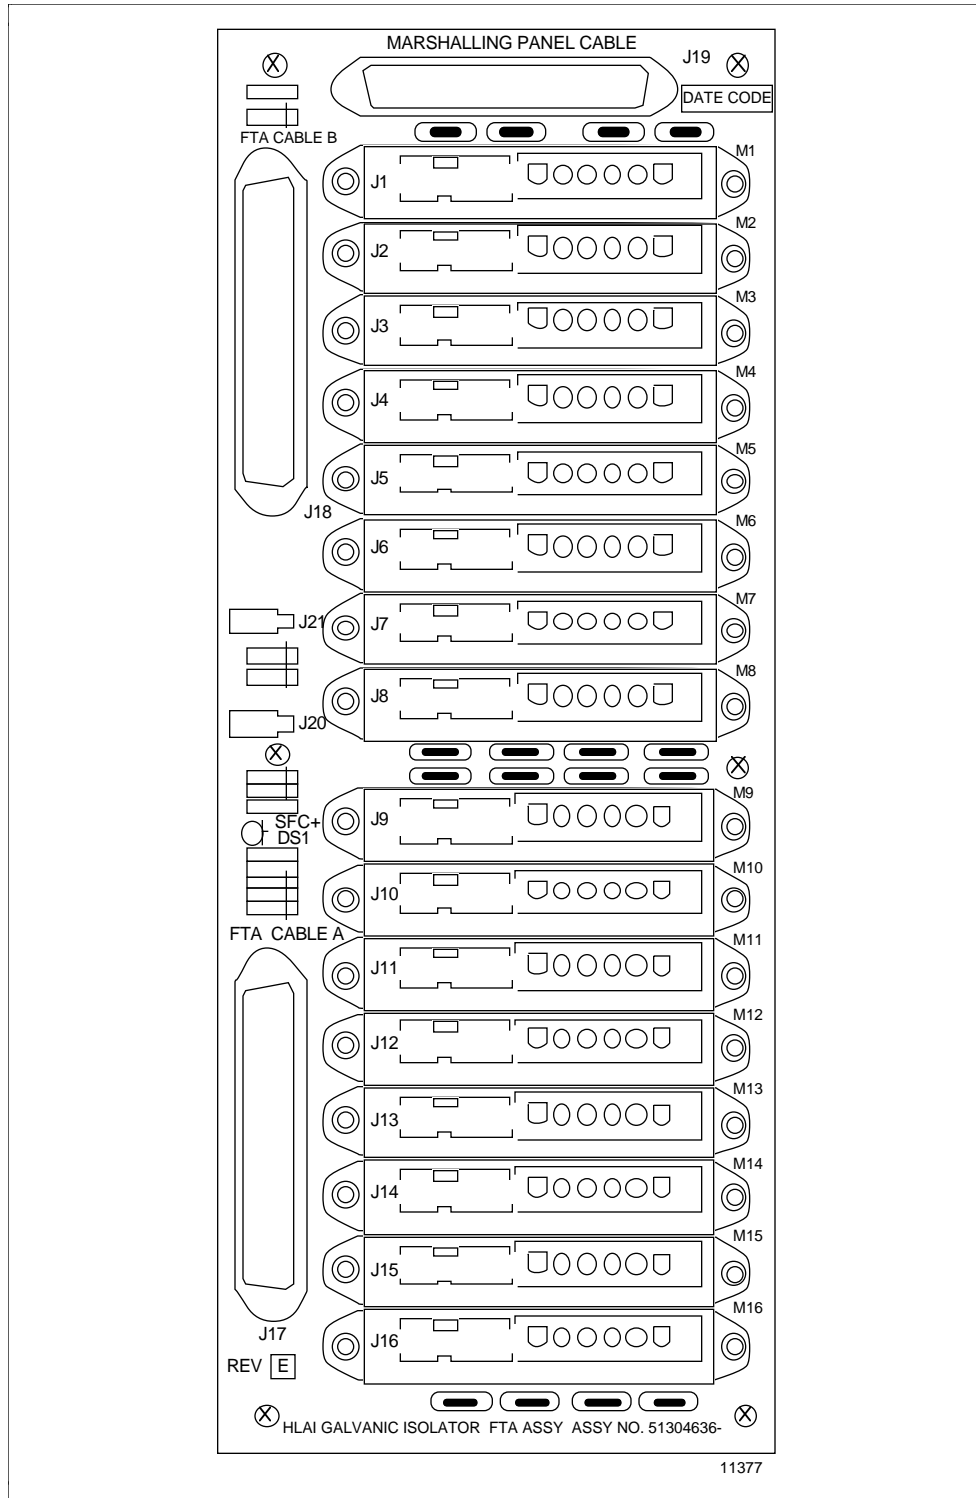 MARSHALLING PANEL CABLE
J19
DATE CODE
FTA CABLE B
M1
J1
M2
J2
M3
J3
M4
J4
M5
J5
J18
M6
J6
M7
J21
J7
M8
J8
J20
M9
SFC+
J9
DS1
M10
J10
FTA CABLE A
M11
J11
M12
J12
M13
J13
M14
J14
M15
J15
M16
J17
J16
REV E
HLAI GALVANIC ISOLATOR FTA ASSY ASSY NO. 51304636-
11377